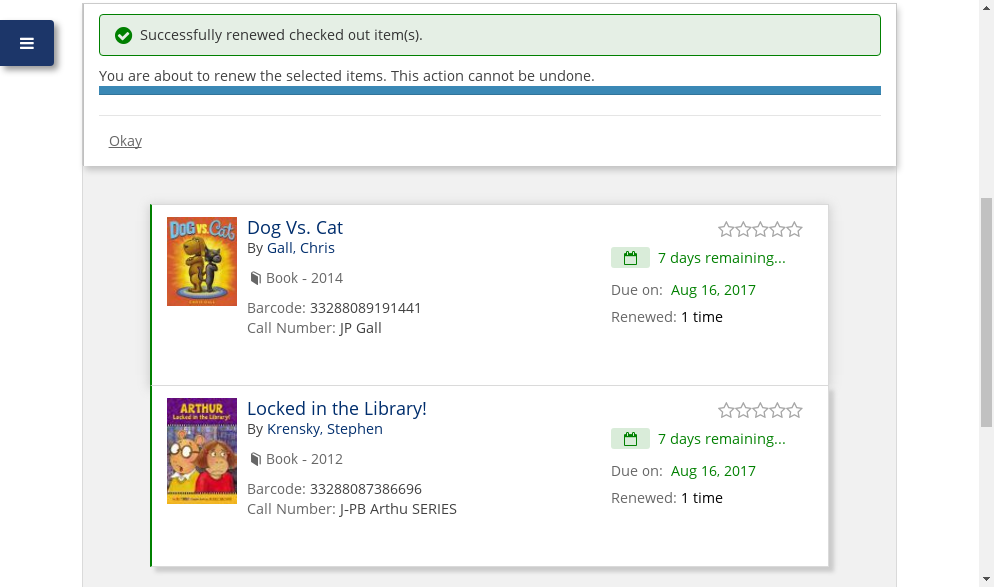 Successfully renewed checked out item(s).
You are about to renew the selected items. This action cannot be undone.
Okay
DOG VS. Cat
Dog Vs. Cat
By Gall, Chris
Book - 2014
Barcode: 33288089191441
Call Number: JP Gall
7 days remaining...
Due on: Aug 16, 2017
Renewed: 1 time
ARTHUR
Locked in the Library!
Locked in the Library!
By Krensky, Stephen
Book - 2012
Barcode: 33288087386696
Call Number: J-PB Arthu SERIES
7 days remaining...
Due on: Aug 16, 2017
Renewed: 1 time